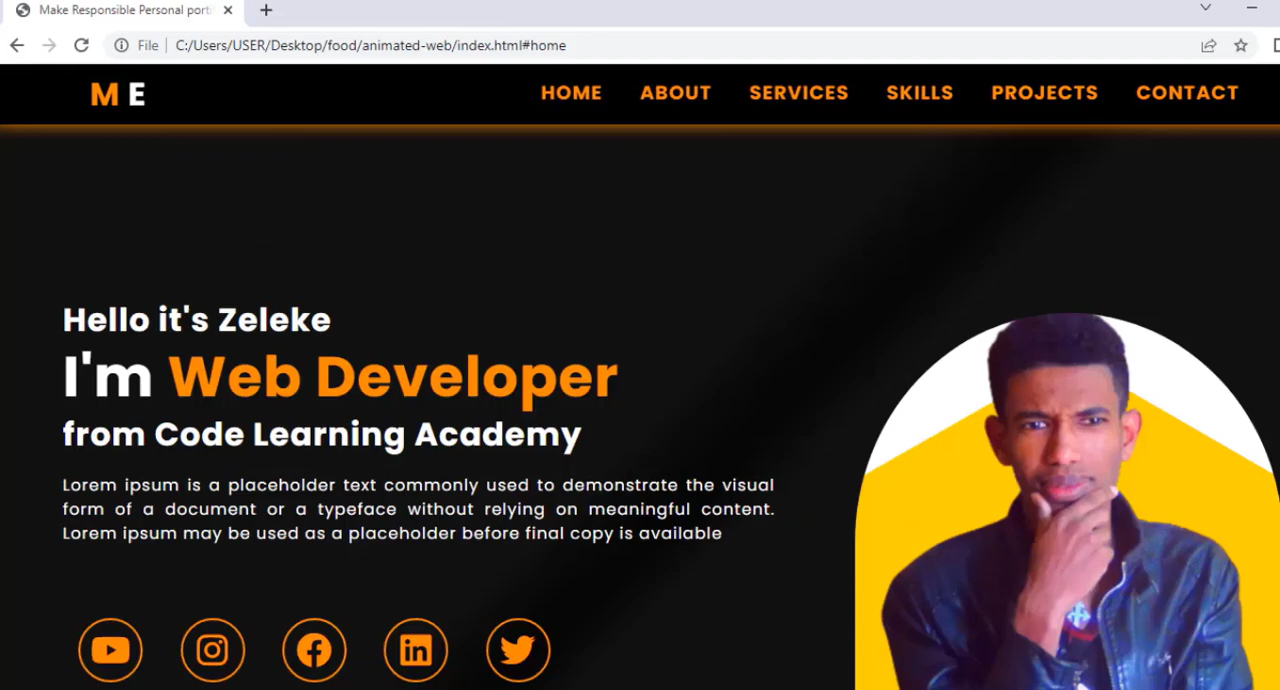 Make Responsible Personal port
File C:/Users/USER/Desktop/food/animated-web/index.html#home
M E HOME ABOUT SERVICES SKILLS PROJECTS CONTACT
Hello it's Zeleke
I'm Web Developer
from Code Learning Academy
Lorem ipsum is a placeholder text commonly used to demonstrate the visual
form of a document or a typeface without relying on meaningful content.
Lorem ipsum may be used as a placeholder before final copy is available